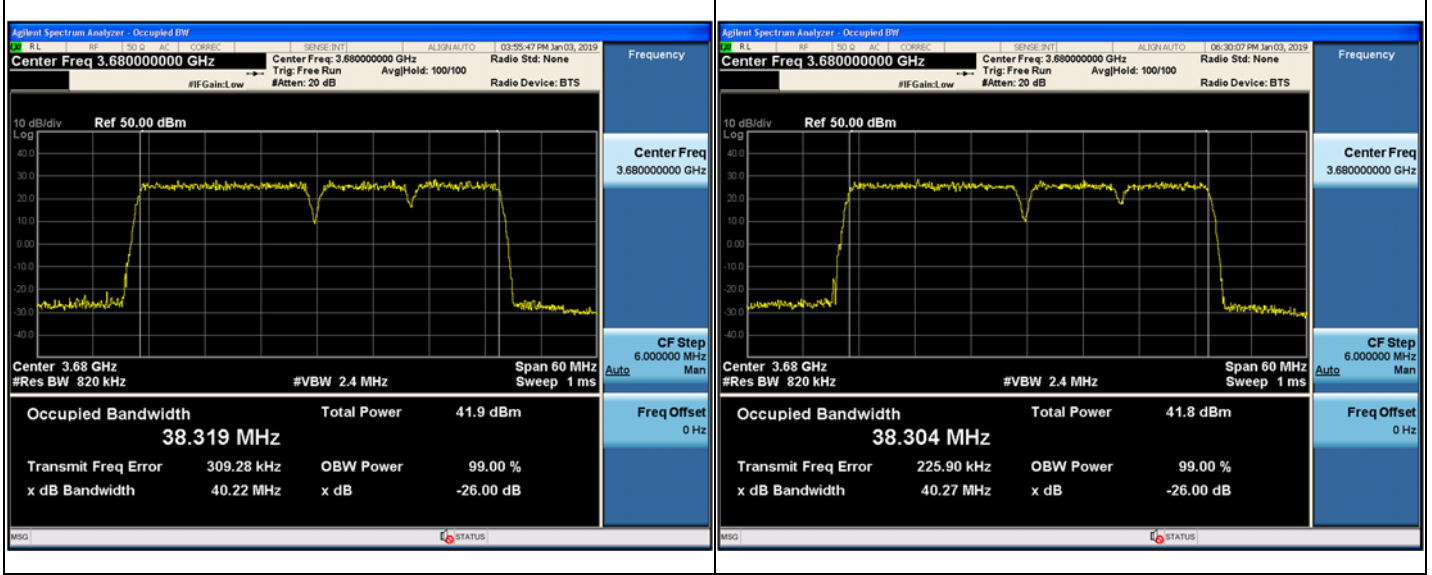 Agilent Spectrum Analyzer - Occupied BW
RL RF 50 Ω AC CORREC SENSE:INT ALIGN AUTO 03:55:47 PM Jan 03, 2019
Center Freq 3.680000000 GHz
Center Freq: 3.680000000 GHz
Radio Std: None
Trig: Free Run Avg|Hold: 100/100
#IFGain:Low #Atten: 20 dB Radio Device: BTS
10 dB/div Ref 50.00 dBm
Log
40.0
30.0
20.0
10.0
0.00
-10.0
-20.0
-30.0
-40.0
Center 3.68 GHz Span 60 MHz
#Res BW 820 kHz #VBW 2.4 MHz Sweep 1 ms
Occupied Bandwidth Total Power 41.9 dBm
38.319 MHz
Transmit Freq Error 309.28 kHz OBW Power 99.00 %
x dB Bandwidth 40.22 MHz x dB -26.00 dB
MSG STATUS
Frequency
Center Freq
3.680000000 GHz
CF Step
6.000000 MHz
Auto Man
Freq Offset
0 Hz
Agilent Spectrum Analyzer - Occupied BW
RL RF 50 Ω AC CORREC SENSE:INT ALIGN AUTO 06:30:07 PM Jan 03, 2019
Center Freq 3.680000000 GHz
Center Freq: 3.680000000 GHz
Radio Std: None
Trig: Free Run Avg|Hold: 100/100
#IFGain:Low #Atten: 20 dB Radio Device: BTS
10 dB/div Ref 50.00 dBm
Log
40.0
30.0
20.0
10.0
0.00
-10.0
-20.0
-30.0
-40.0
Center 3.68 GHz Span 60 MHz
#Res BW 820 kHz #VBW 2.4 MHz Sweep 1 ms
Occupied Bandwidth Total Power 41.8 dBm
38.304 MHz
Transmit Freq Error 225.90 kHz OBW Power 99.00 %
x dB Bandwidth 40.27 MHz x dB -26.00 dB
MSG STATUS
Frequency
Center Freq
3.680000000 GHz
CF Step
6.000000 MHz
Auto Man
Freq Offset
0 Hz